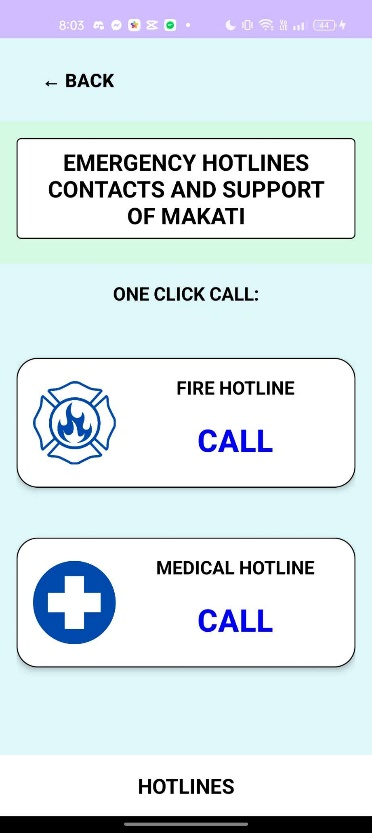 8:03
44
← BACK
EMERGENCY HOTLINES
CONTACTS AND SUPPORT
OF MAKATI
ONE CLICK CALL:
FIRE HOTLINE
CALL
MEDICAL HOTLINE
CALL
HOTLINES